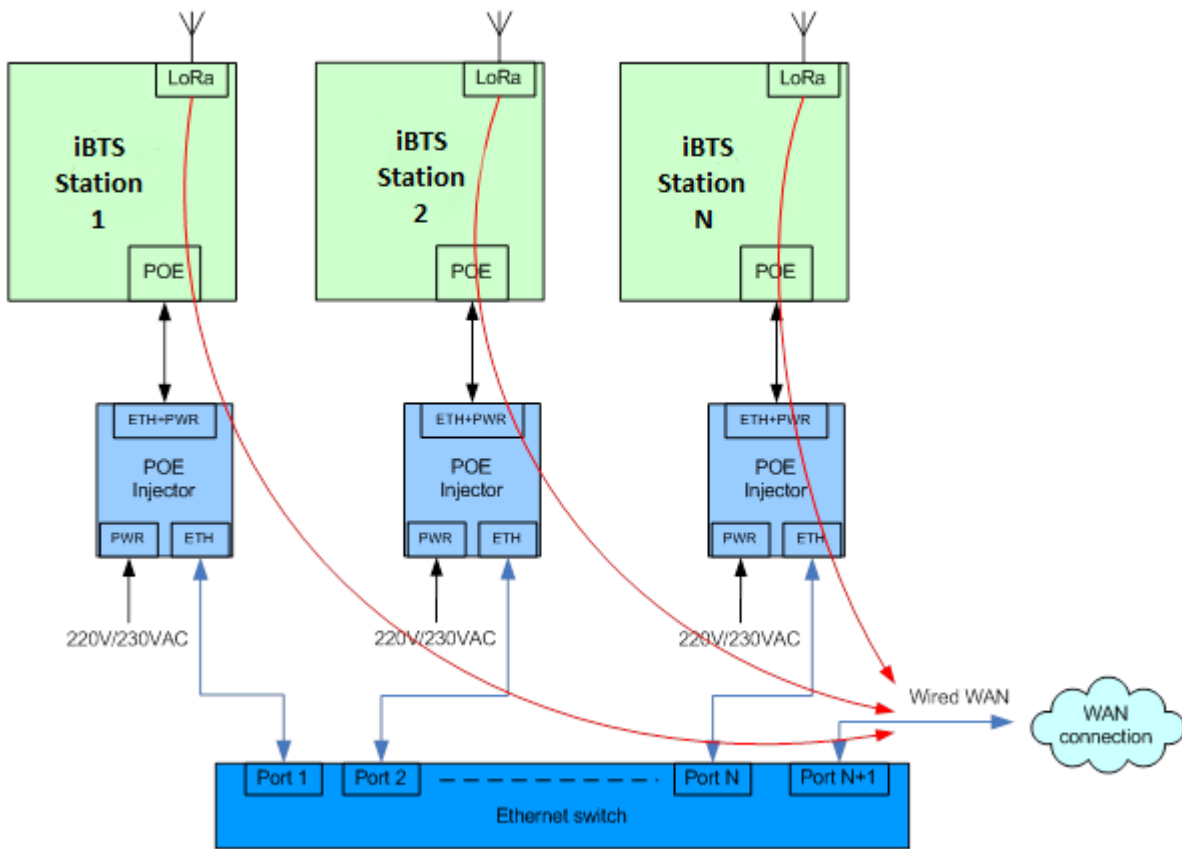 LoRa
LoRa
LoRa
iBTS
Station
1
iBTS
Station
2
iBTS
Station
N
POE
POE
POE
ETH+PWR
ETH+PWR
ETH+PWR
POE
Injector
POE
Injector
POE
Injector
PWR
ETH
PWR
ETH
PWR
ETH
220V/230VAC
220V/230VAC
220V/230VAC
Wired WAN
WAN
connection
Port 1
Port 2
Port N
Port N+1
Ethernet switch